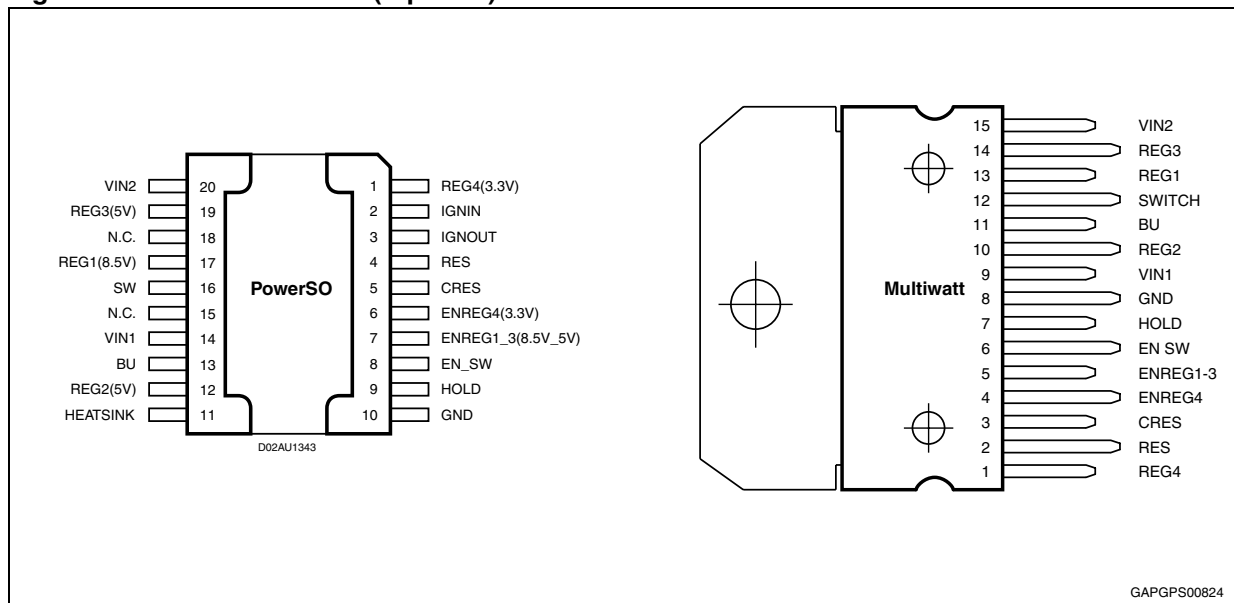 VIN2 20 1 REG4(3.3V)
REG3(5V) 19 2 IGNIN
N.C. 18 3 IGNOUT
REG1(8.5V) 17 4 RES
SW 16 PowerSO 5 CRES
N.C. 15 6 ENREG4(3.3V)
VIN1 14 7 ENREG1_3(8.5V_5V)
BU 13 8 EN_SW
REG2(5V) 12 9 HOLD
HEATSINK 11 10 GND
D02AU1343
15 VIN2
14 REG3
13 REG1
12 SWITCH
11 BU
10 REG2
Multiwatt 9 VIN1
8 GND
7 HOLD
6 EN SW
5 ENREG1-3
4 ENREG4
3 CRES
2 RES
1 REG4
GAPGPS00824